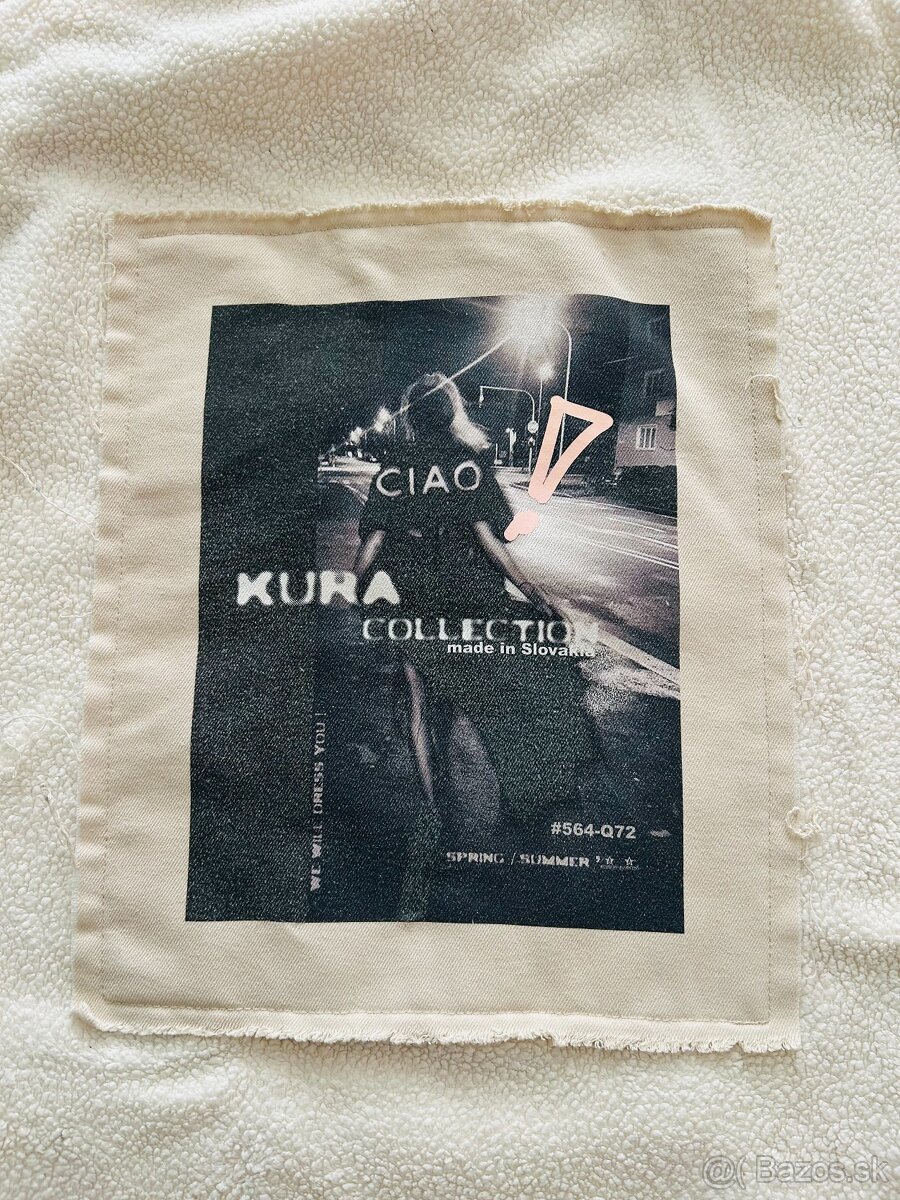 CIAO
KURA
COLLECTION
made in Slovakia
WE WILL DRESS YOU!
#564-Q72
SPRING / SUMMER '☆ ☆
@( Bazos.sk